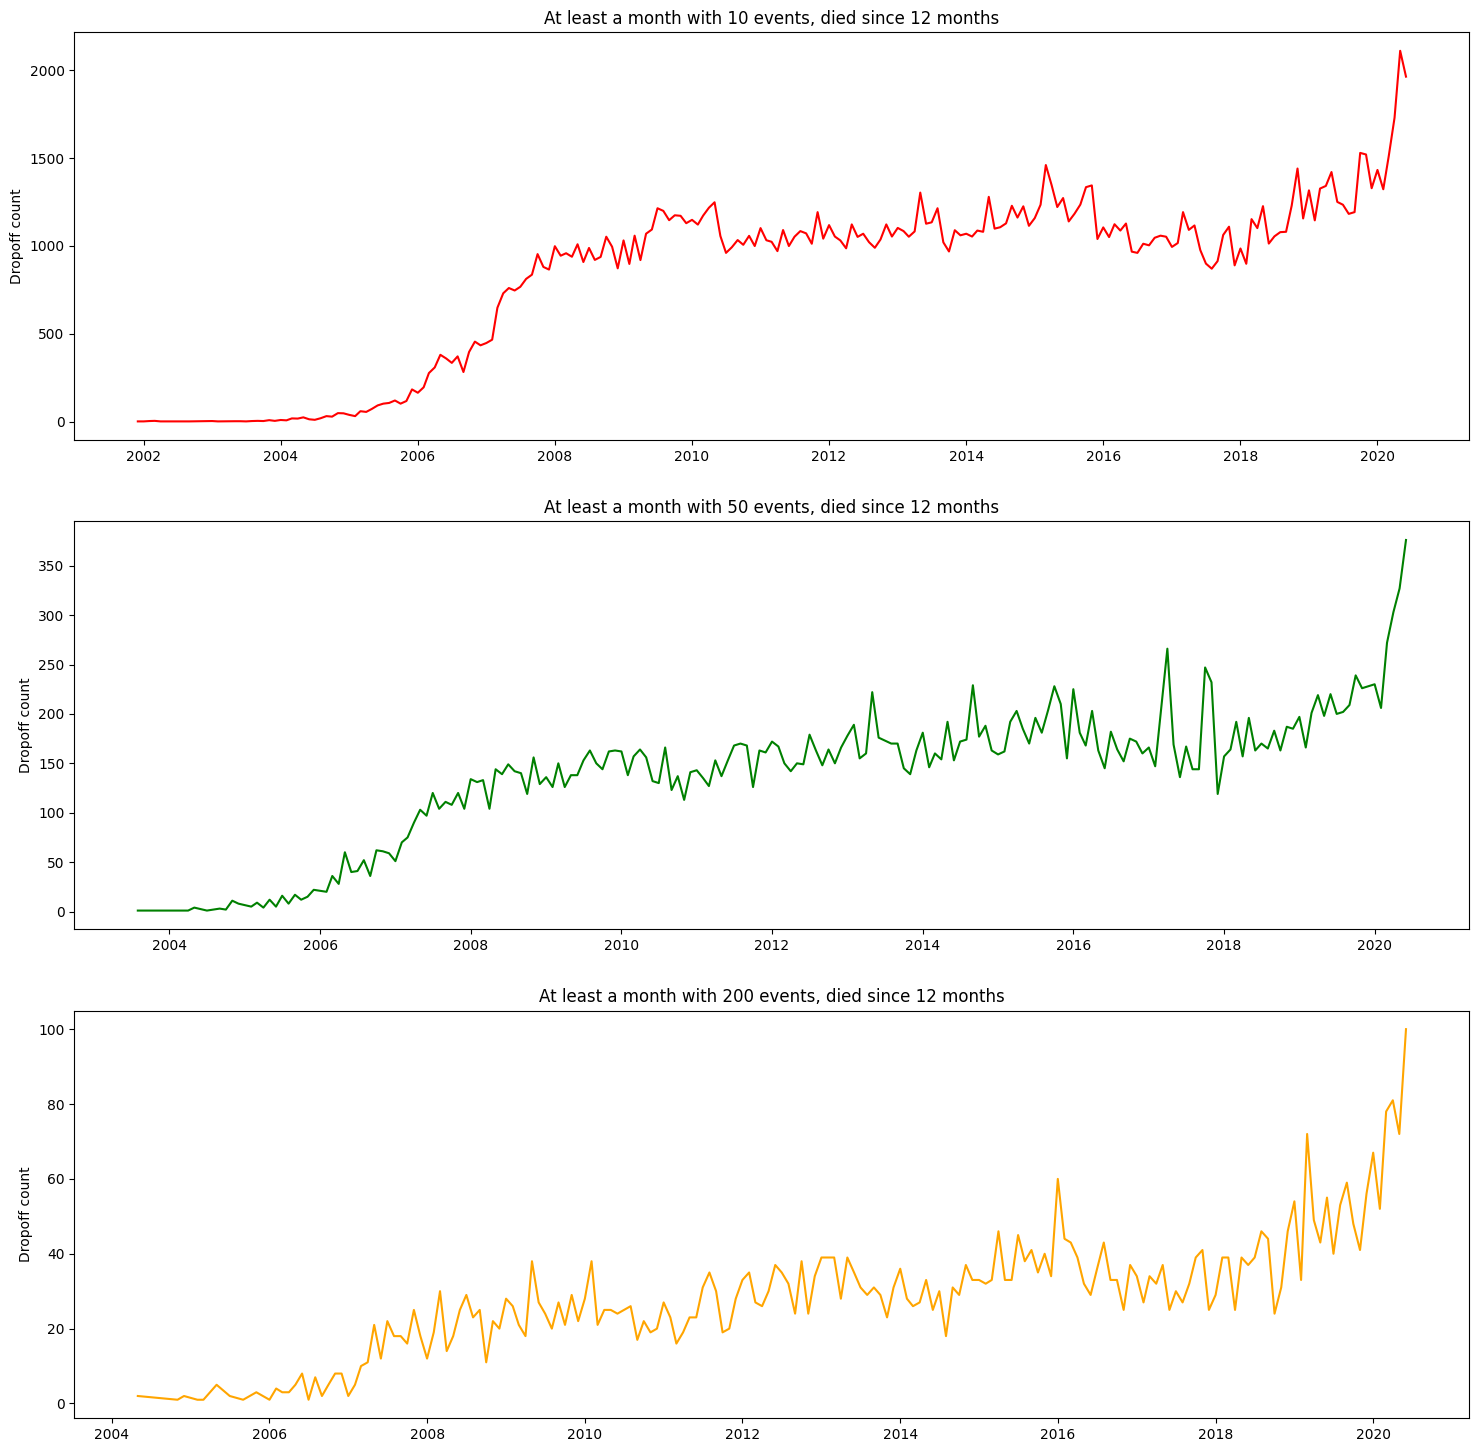 At least a month with 10 events, died since 12 months
2000
1500
1000
500
0
Dropoff count
2002 2004 2006 2008 2010 2012 2014 2016 2018 2020
At least a month with 50 events, died since 12 months
350
300
250
200
150
100
50
0
Dropoff count
2004 2006 2008 2010 2012 2014 2016 2018 2020
At least a month with 200 events, died since 12 months
100
80
60
40
20
0
Dropoff count
2004 2006 2008 2010 2012 2014 2016 2018 2020